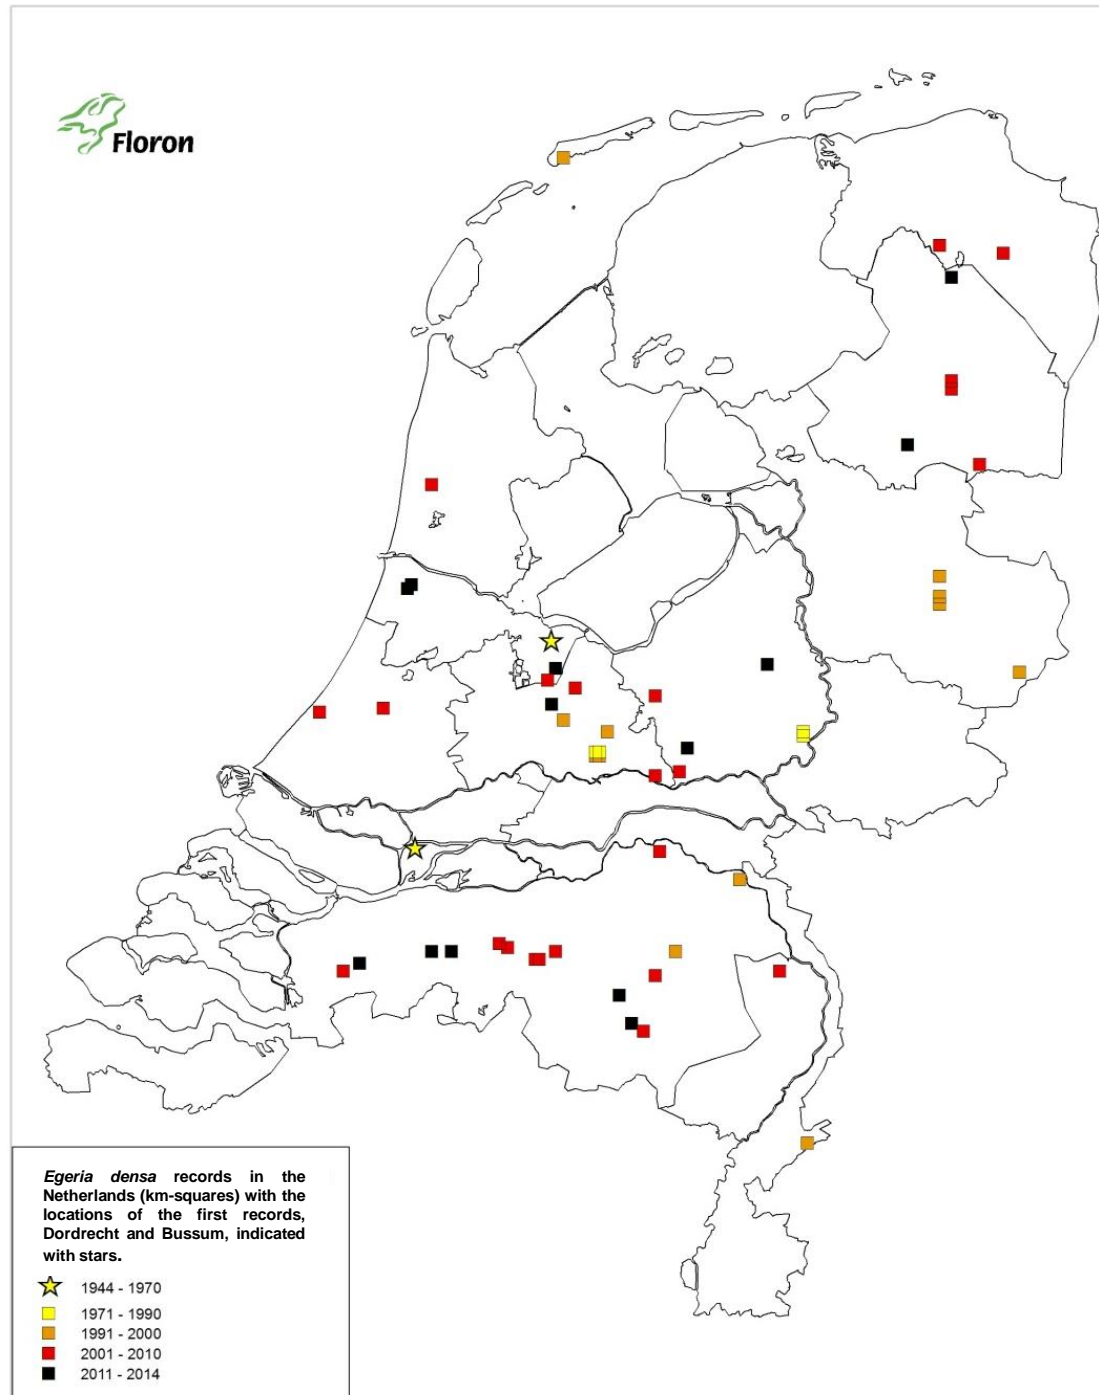 Floron
Egeria densa records in the
Netherlands (km-squares) with the
locations of the first records,
Dordrecht and Bussum, indicated
with stars.
1944 - 1970
1971 - 1990
1991 - 2000
2001 - 2010
2011 - 2014